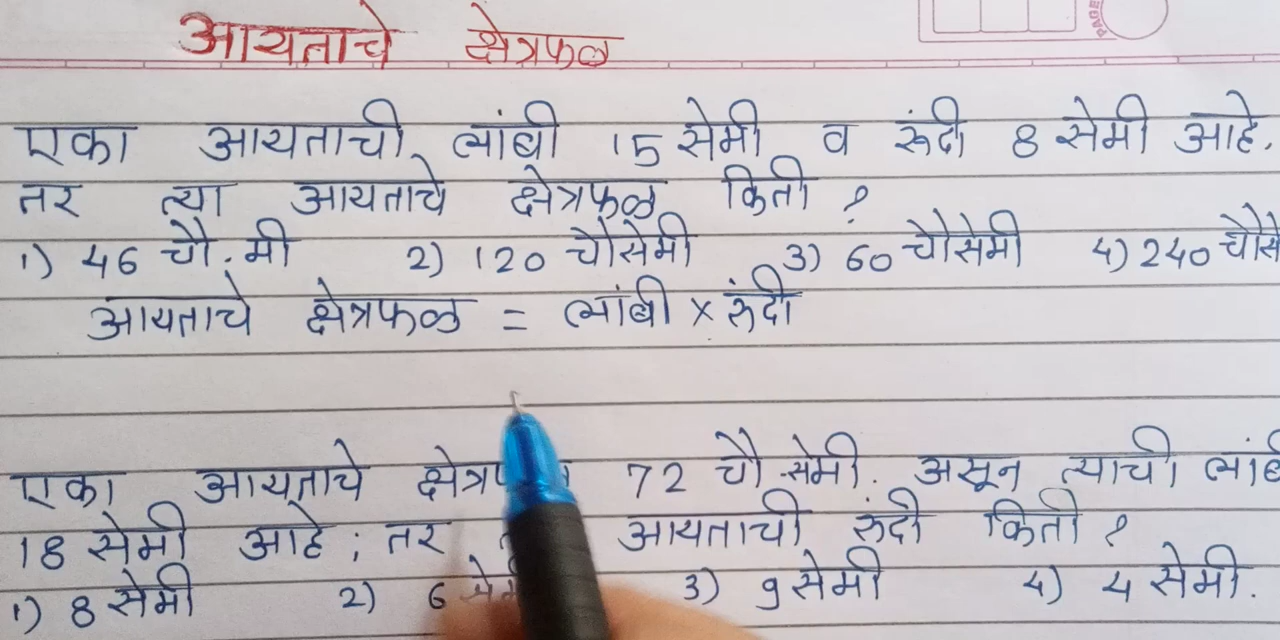 आयताचे क्षेत्रफळ
PAGE
एका आयताची लांबी 15 सेमी व रुंदी 8 सेमी आहे.
तर त्या आयताचे क्षेत्रफळ किती ?
1) 46 चौ. मी 2) 120 चौसेमी 3) 60 चौसेमी 4) 240 चौसे
आयताचे क्षेत्रफळ = लांबी × रुंदी
एका आयताचे 72 चौ सेमी. असून त्याची लांबी
18 सेमी आहे ; तर आयताची रुंदी किती ?
1) 8 सेमी 2) 6 सेमी 3) 9 सेमी 4) 4 सेमी.